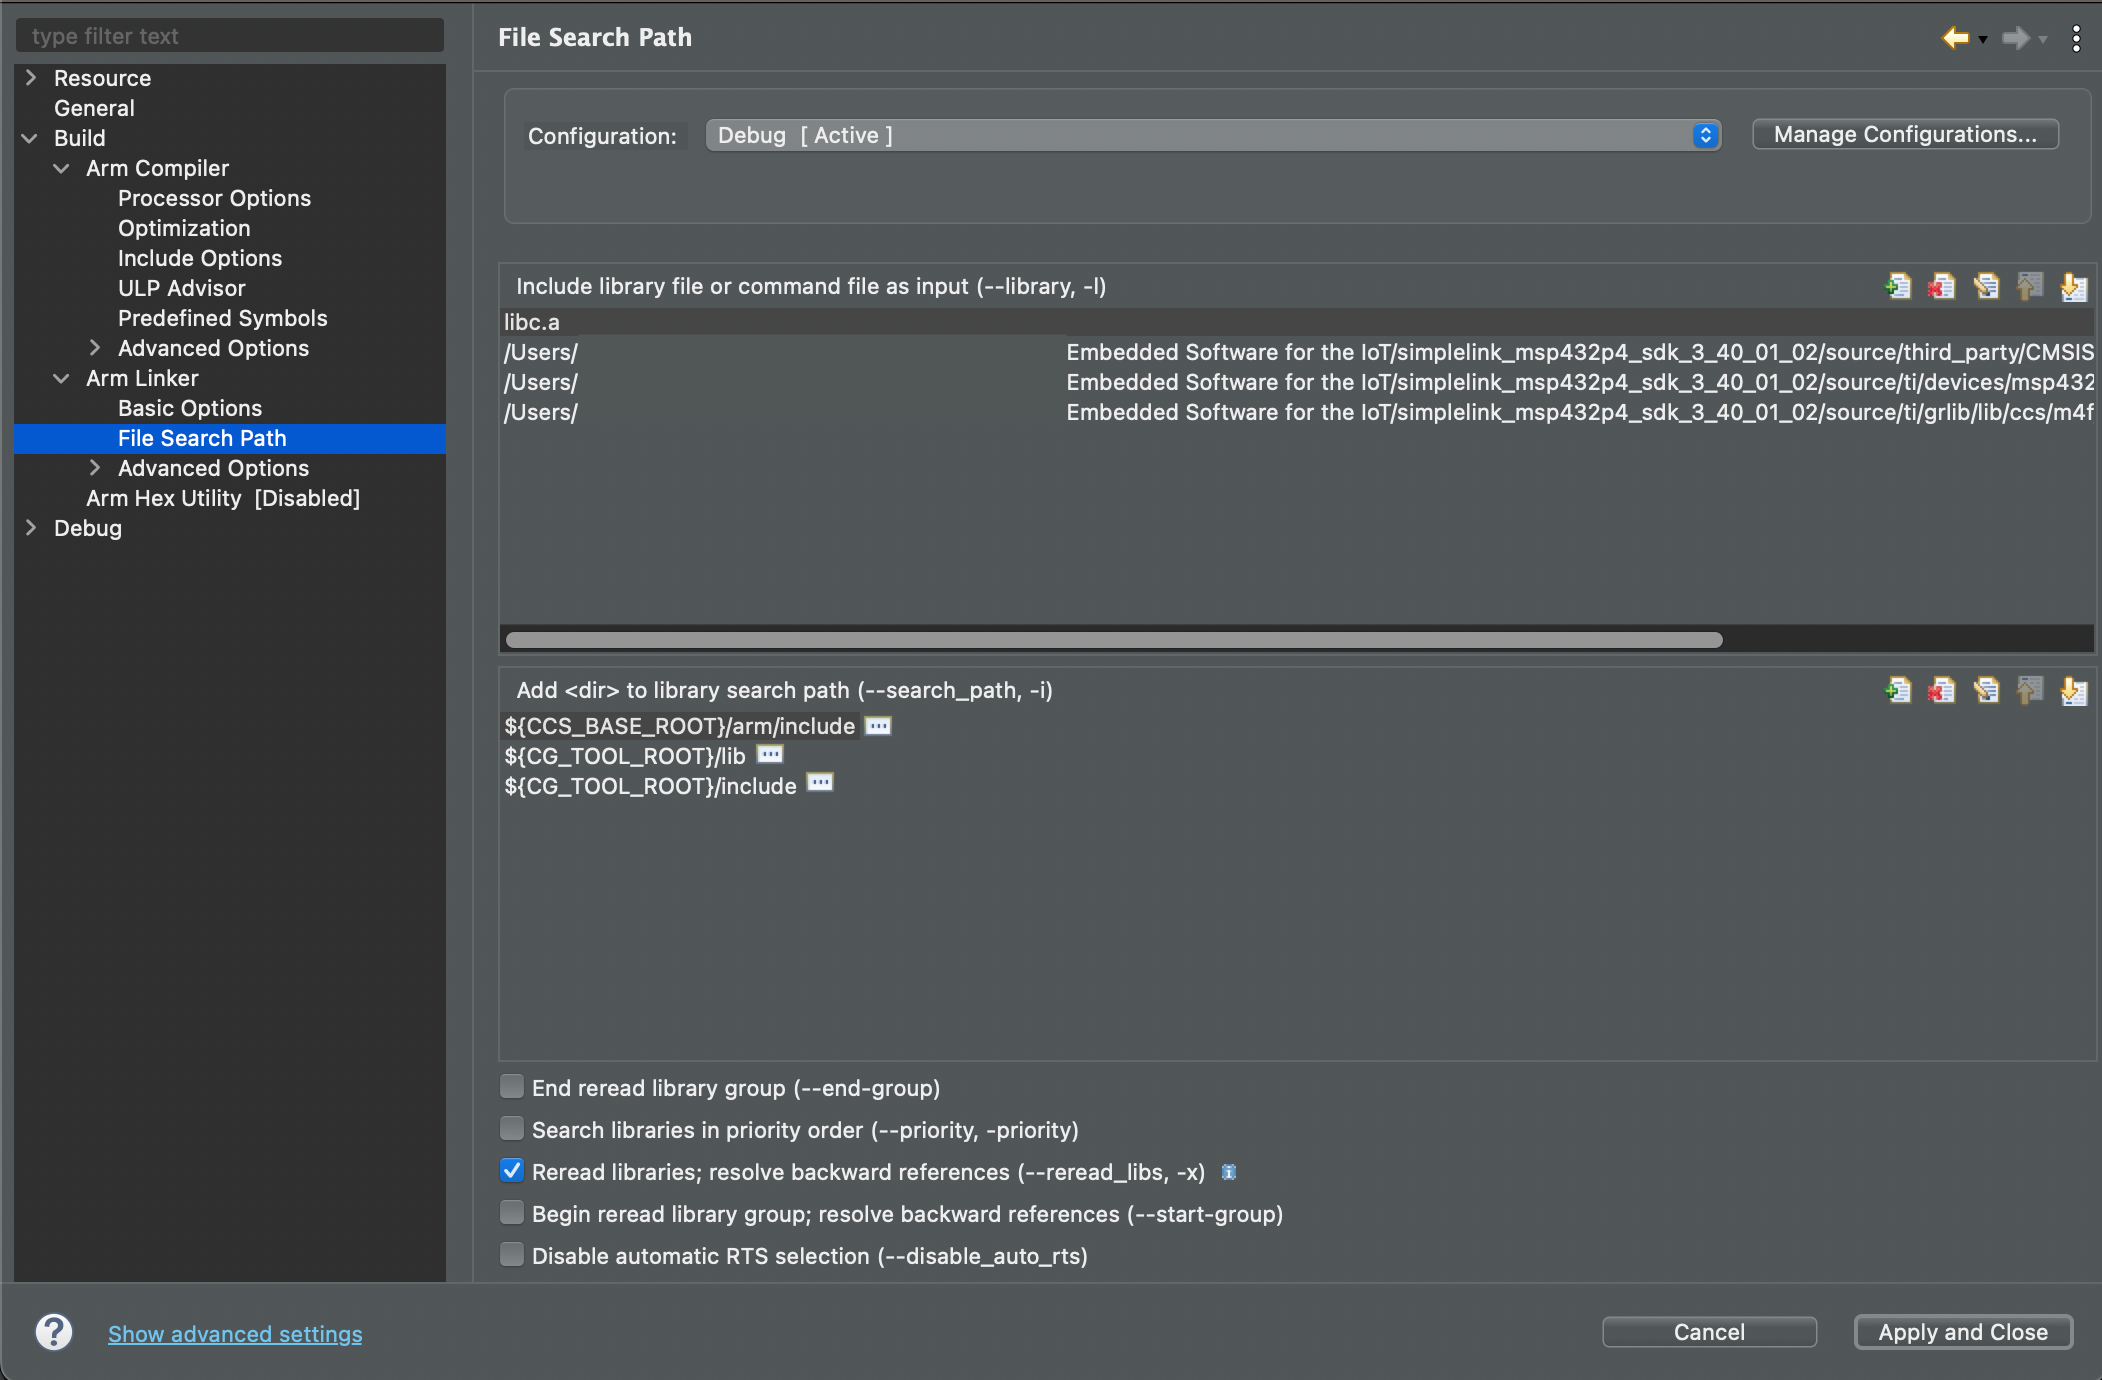 type filter text
Resource
General
Build
Arm Compiler
Processor Options
Optimization
Include Options
ULP Advisor
Predefined Symbols
Advanced Options
Arm Linker
Basic Options
File Search Path
Advanced Options
Arm Hex Utility [Disabled]
Debug
File Search Path
Configuration:
Debug [ Active ]
Manage Configurations...
Include library file or command file as input (--library, -l)
libc.a
/Users/ Embedded Software for the IoT/simplelink_msp432p4_sdk_3_40_01_02/source/third_party/CMSIS
/Users/ Embedded Software for the IoT/simplelink_msp432p4_sdk_3_40_01_02/source/ti/devices/msp432
/Users/ Embedded Software for the IoT/simplelink_msp432p4_sdk_3_40_01_02/source/ti/grlib/lib/ccs/m4f
Add <dir> to library search path (--search_path, -i)
${CCS_BASE_ROOT}/arm/include
${CG_TOOL_ROOT}/lib
${CG_TOOL_ROOT}/include
End reread library group (--end-group)
Search libraries in priority order (--priority, -priority)
Reread libraries; resolve backward references (--reread_libs, -x)
Begin reread library group; resolve backward references (--start-group)
Disable automatic RTS selection (--disable_auto_rts)
Show advanced settings
Cancel
Apply and Close